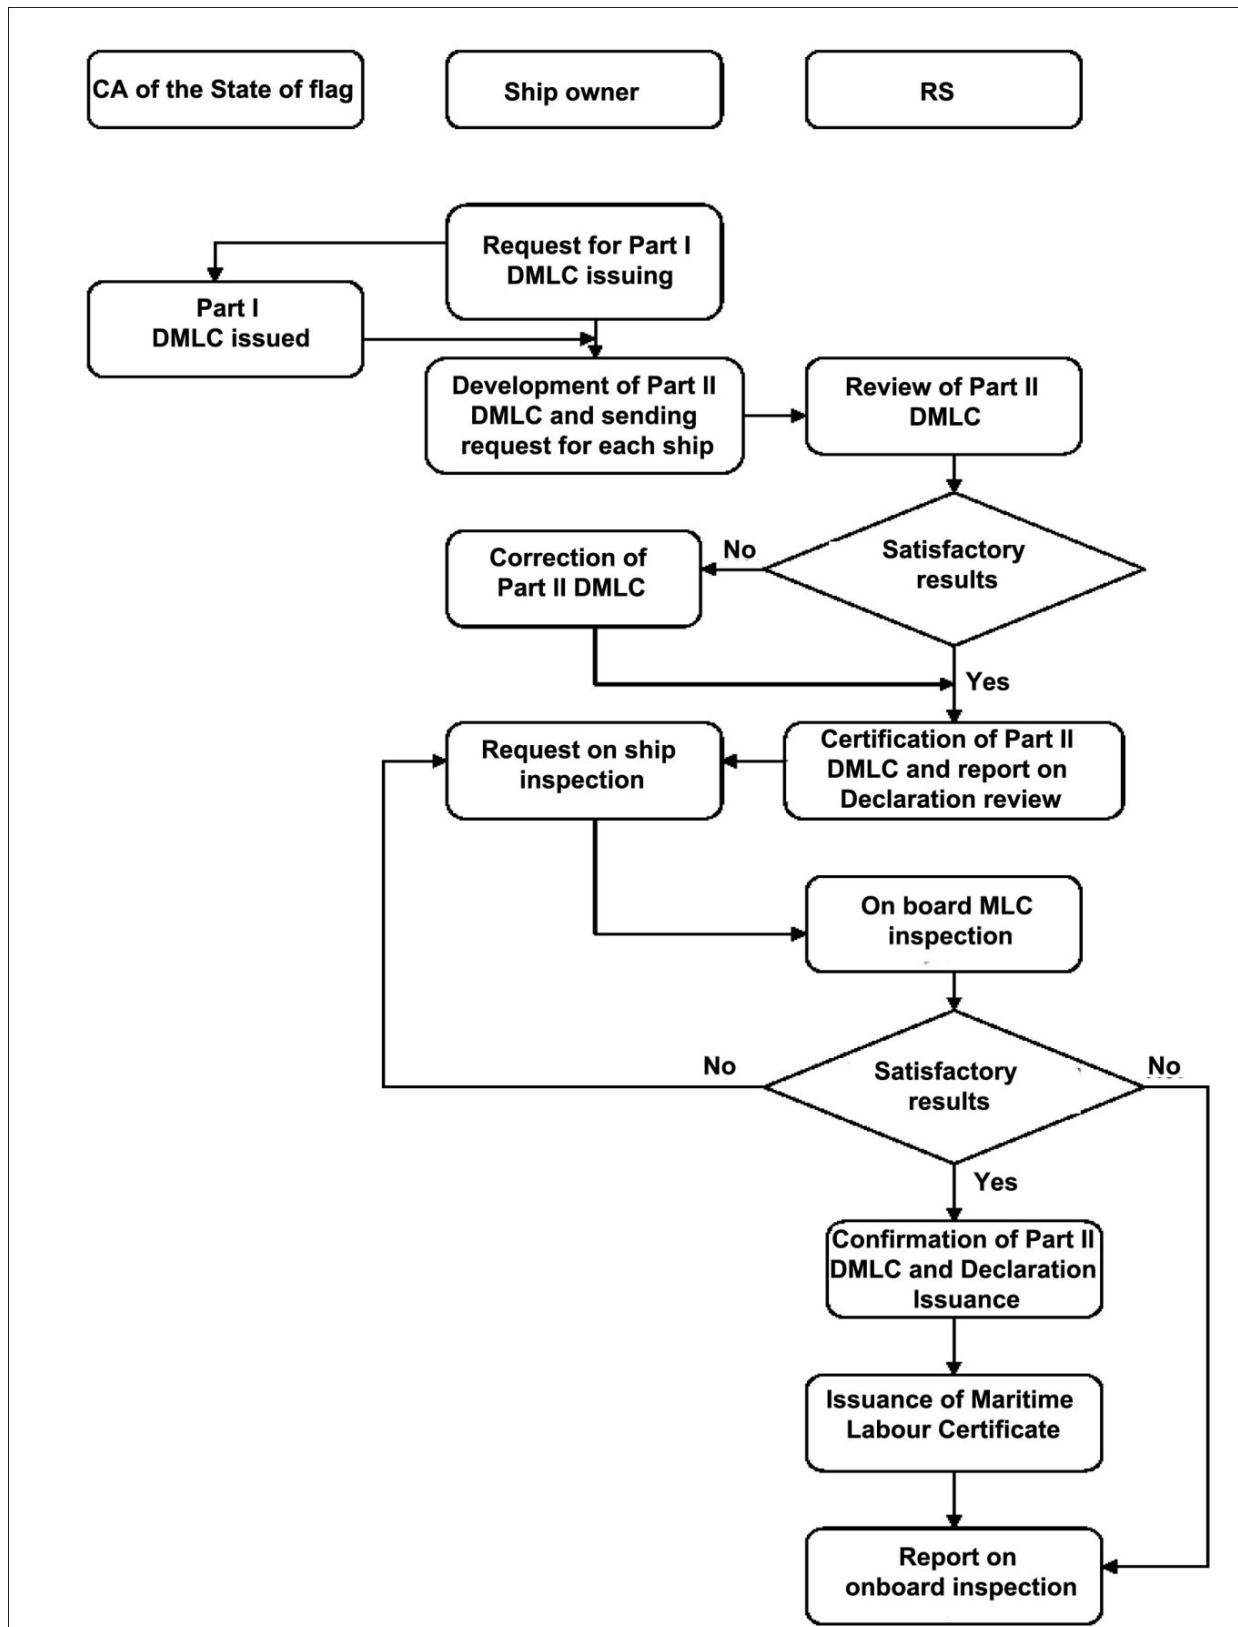 CA of the State of flag
Ship owner
RS
Request for Part I
DMLC issuing
Part I
DMLC issued
Development of Part II
DMLC and sending
request for each ship
Review of Part II
DMLC
Satisfactory
results
No
Correction of
Part II DMLC
Yes
Request on ship
inspection
Certification of Part II
DMLC and report on
Declaration review
On board MLC
inspection
No
Satisfactory
results
No
Yes
Confirmation of Part II
DMLC and Declaration
Issuance
Issuance of Maritime
Labour Certificate
Report on
onboard inspection